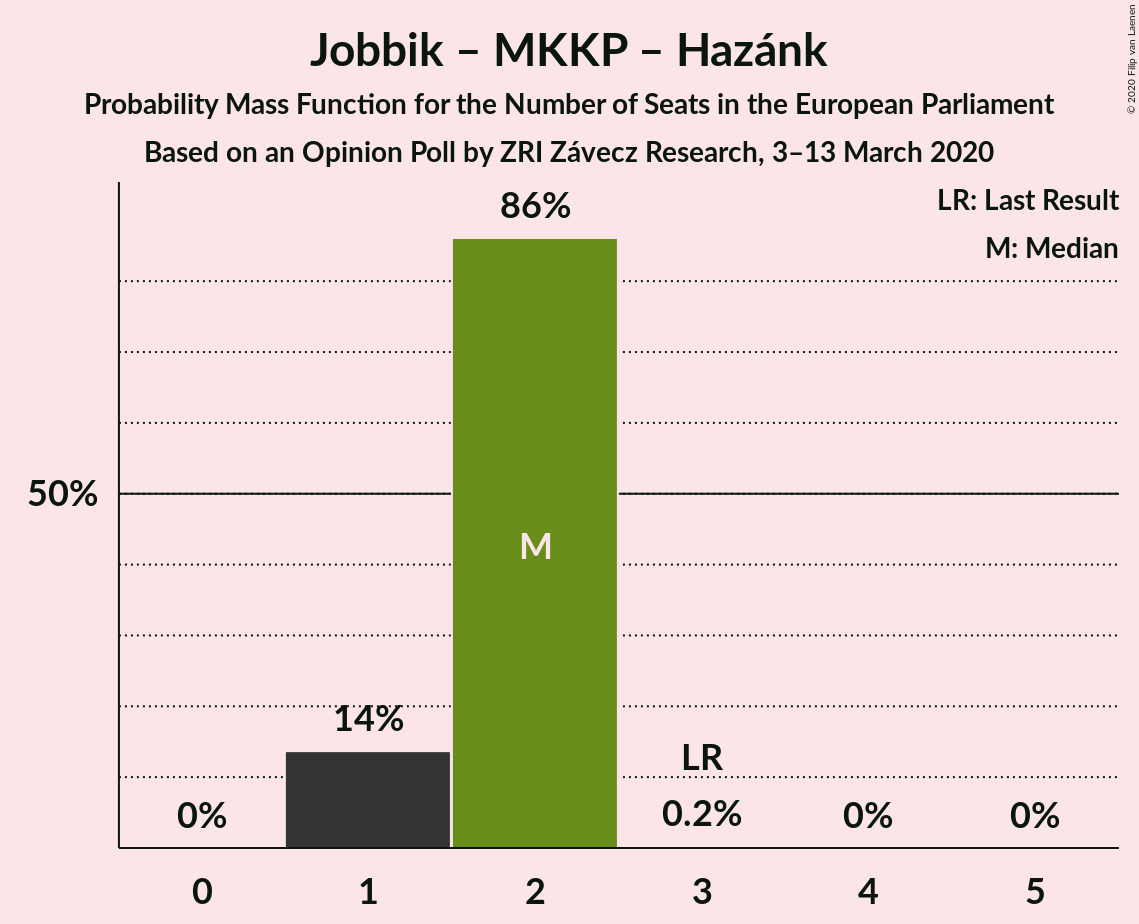 Jobbik – MKKP – Hazánk
Probability Mass Function for the Number of Seats in the European Parliament
Based on an Opinion Poll by ZRI Závecz Research, 3–13 March 2020
© 2020 Filip van Laenen
LR: Last Result
M: Median
86%
50%
M
14%
LR
0%
0.2%
0%
0%
0 1 2 3 4 5